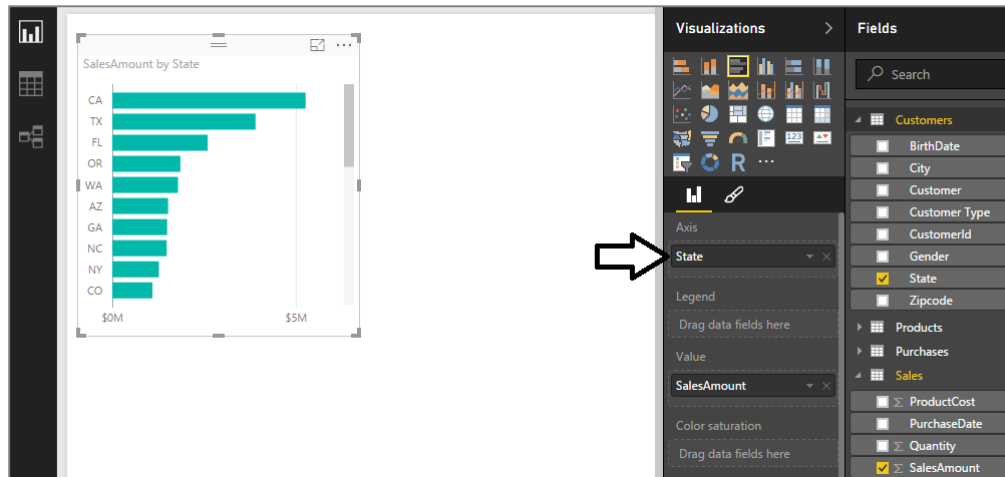 SalesAmount by State
CA
TX
FL
OR
WA
AZ
GA
NC
NY
CO
$0M
$5M
Visualizations
123
R
Axis
State
Legend
Drag data fields here
Value
SalesAmount
Color saturation
Drag data fields here
Fields
Search
Customers
BirthDate
City
Customer
Customer Type
CustomerId
Gender
State
Zipcode
Products
Purchases
Sales
Σ ProductCost
PurchaseDate
Σ Quantity
Σ SalesAmount